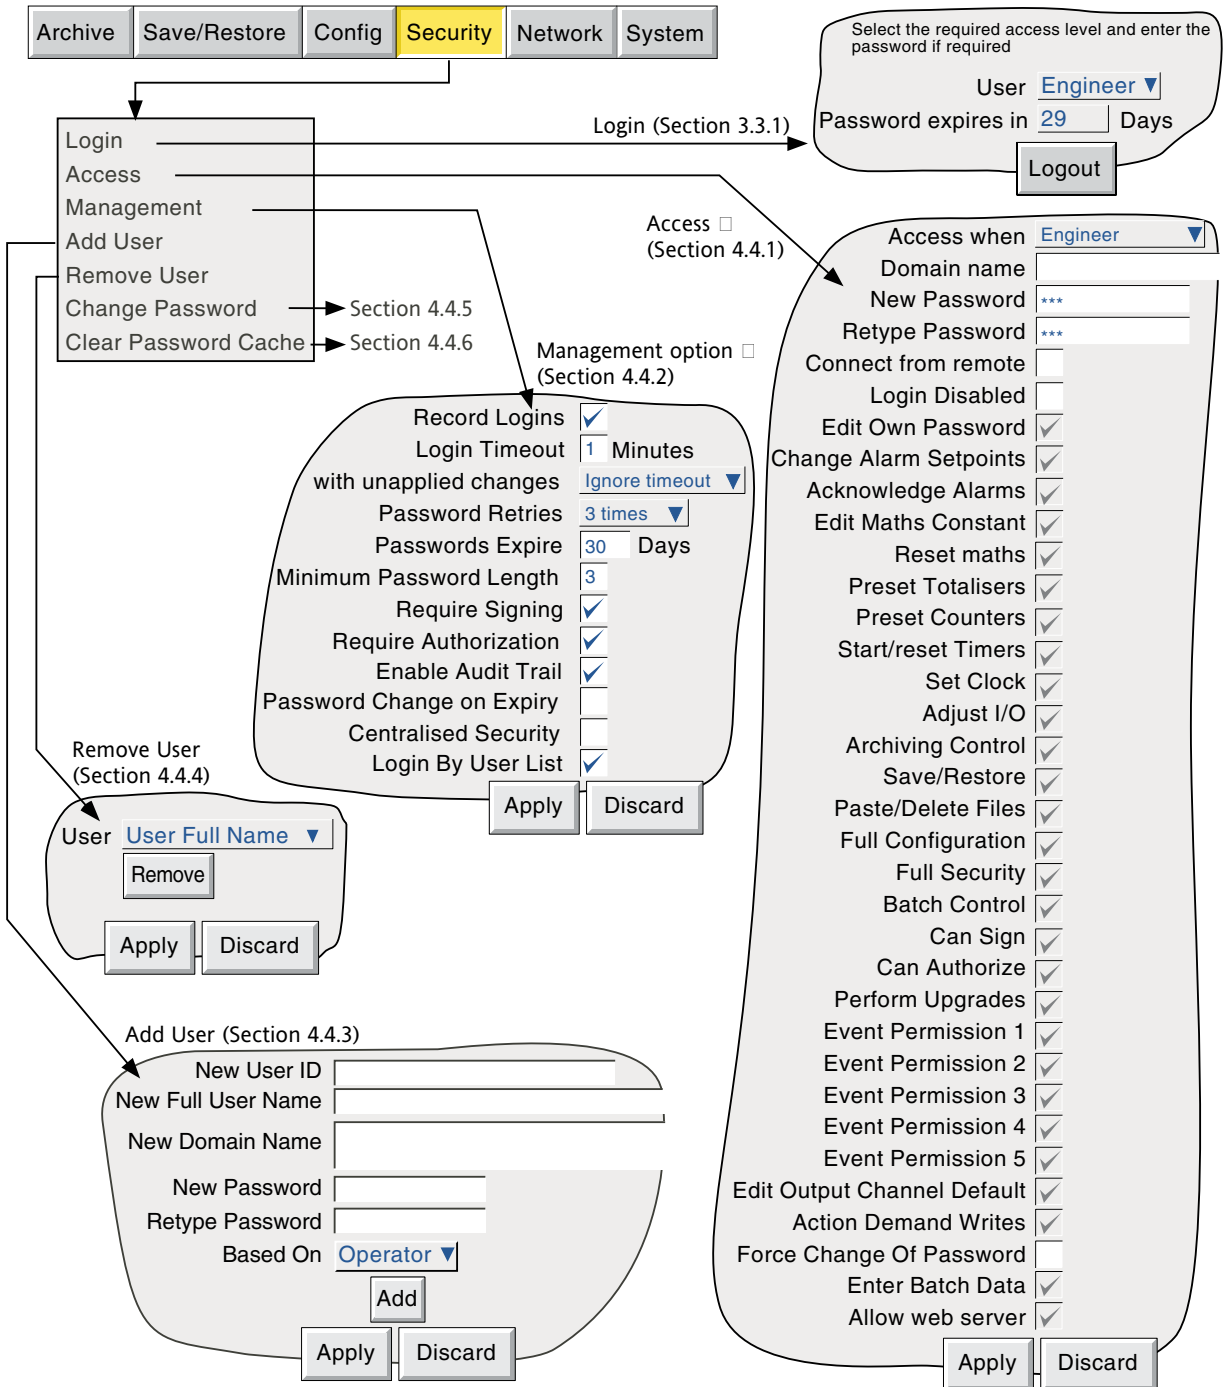 Archive Save/Restore Config Security Network System
Select the required access level and enter the
password if required
User Engineer
Password expires in 29 Days
Logout
Login
Access
Management
Add User
Remove User
Change Password
Clear Password Cache
Login (Section 3.3.1)
Section 4.4.5
Section 4.4.6
Access
(Section 4.4.1)
Access when Engineer
Domain name
New Password ***
Retype Password ***
Connect from remote
Login Disabled
Edit Own Password
Change Alarm Setpoints
Acknowledge Alarms
Edit Maths Constant
Reset maths
Preset Totalisers
Preset Counters
Start/reset Timers
Set Clock
Adjust I/O
Archiving Control
Save/Restore
Paste/Delete Files
Full Configuration
Full Security
Batch Control
Can Sign
Can Authorize
Perform Upgrades
Event Permission 1
Event Permission 2
Event Permission 3
Event Permission 4
Event Permission 5
Edit Output Channel Default
Action Demand Writes
Force Change Of Password
Enter Batch Data
Allow web server
Apply Discard
Management option
(Section 4.4.2)
Record Logins
Login Timeout 1 Minutes
with unapplied changes Ignore timeout
Password Retries 3 times
Passwords Expire 30 Days
Minimum Password Length 3
Require Signing
Require Authorization
Enable Audit Trail
Password Change on Expiry
Centralised Security
Login By User List
Apply Discard
Remove User
(Section 4.4.4)
User User Full Name
Remove
Apply Discard
Add User (Section 4.4.3)
New User ID
New Full User Name
New Domain Name
New Password
Retype Password
Based On Operator
Add
Apply Discard